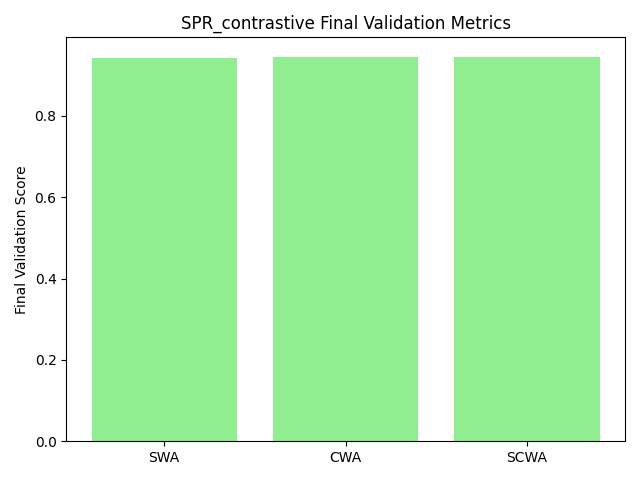 SPR_contrastive Final Validation Metrics
Final Validation Score
0.8
0.6
0.4
0.2
0.0
SWA CWA SCWA